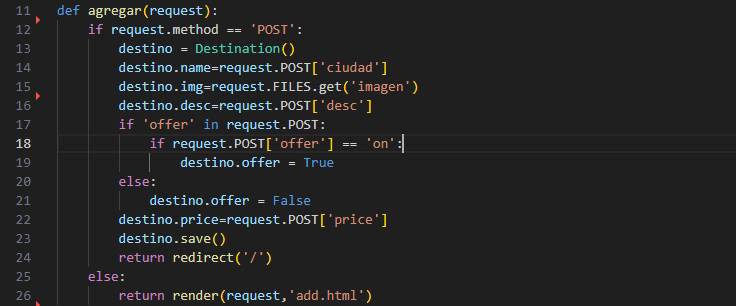 11 def agregar(request):
12     if request.method == 'POST':
13         destino = Destination()
14         destino.name=request.POST['ciudad']
15         destino.img=request.FILES.get('imagen')
16         destino.desc=request.POST['desc']
17         if 'offer' in request.POST:
18             if request.POST['offer'] == 'on':
19                 destino.offer = True
20         else:
21             destino.offer = False
22         destino.price=request.POST['price']
23         destino.save()
24         return redirect('/')
25     else:
26         return render(request,'add.html')